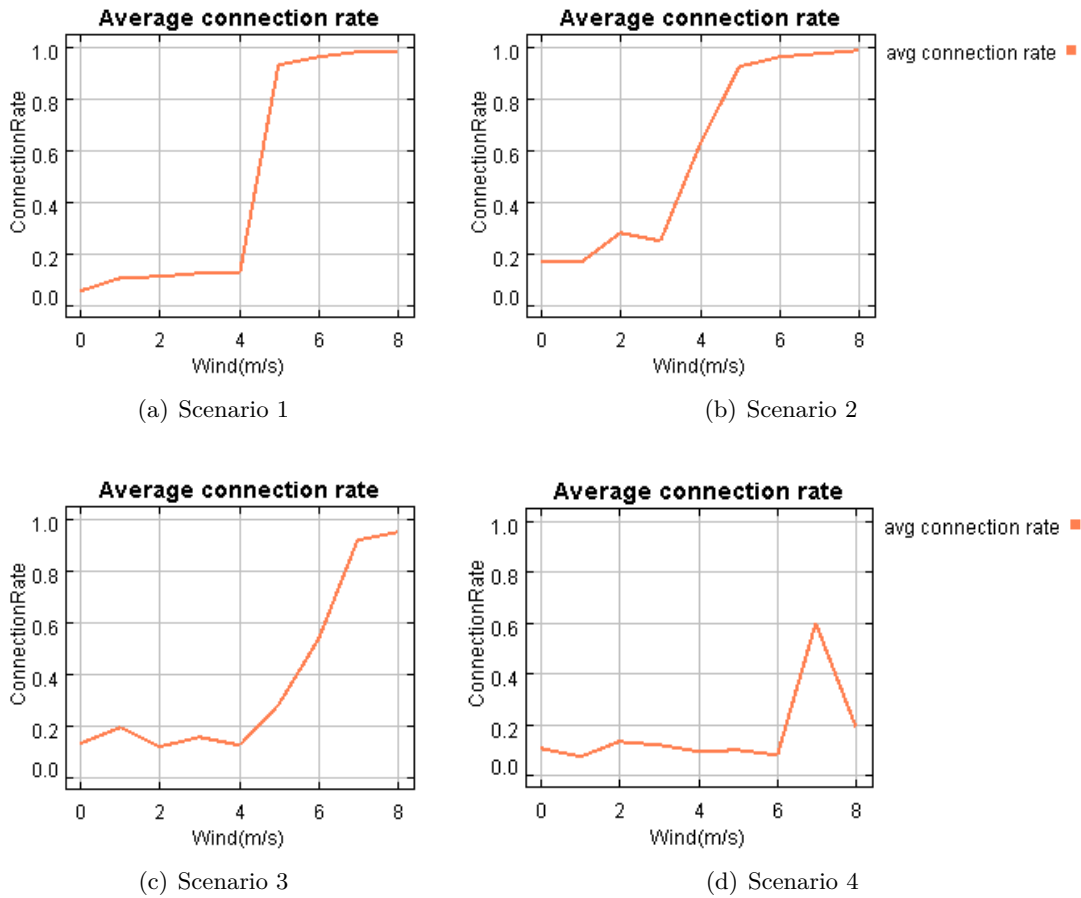 Average connection rate
1.0
0.8
0.6
0.4
0.2
0.0
ConnectionRate
0 2 4 6 8
Wind(m/s)
(a) Scenario 1
Average connection rate
avg connection rate
1.0
0.8
0.6
0.4
0.2
0.0
ConnectionRate
0 2 4 6 8
Wind(m/s)
(b) Scenario 2
Average connection rate
1.0
0.8
0.6
0.4
0.2
0.0
ConnectionRate
0 2 4 6 8
Wind(m/s)
(c) Scenario 3
Average connection rate
avg connection rate
1.0
0.8
0.6
0.4
0.2
0.0
ConnectionRate
0 2 4 6 8
Wind(m/s)
(d) Scenario 4